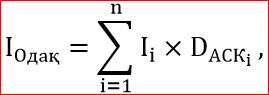 I_Одақ = ∑_{i=1}^{n} I_i × D_{АСК_i} ,